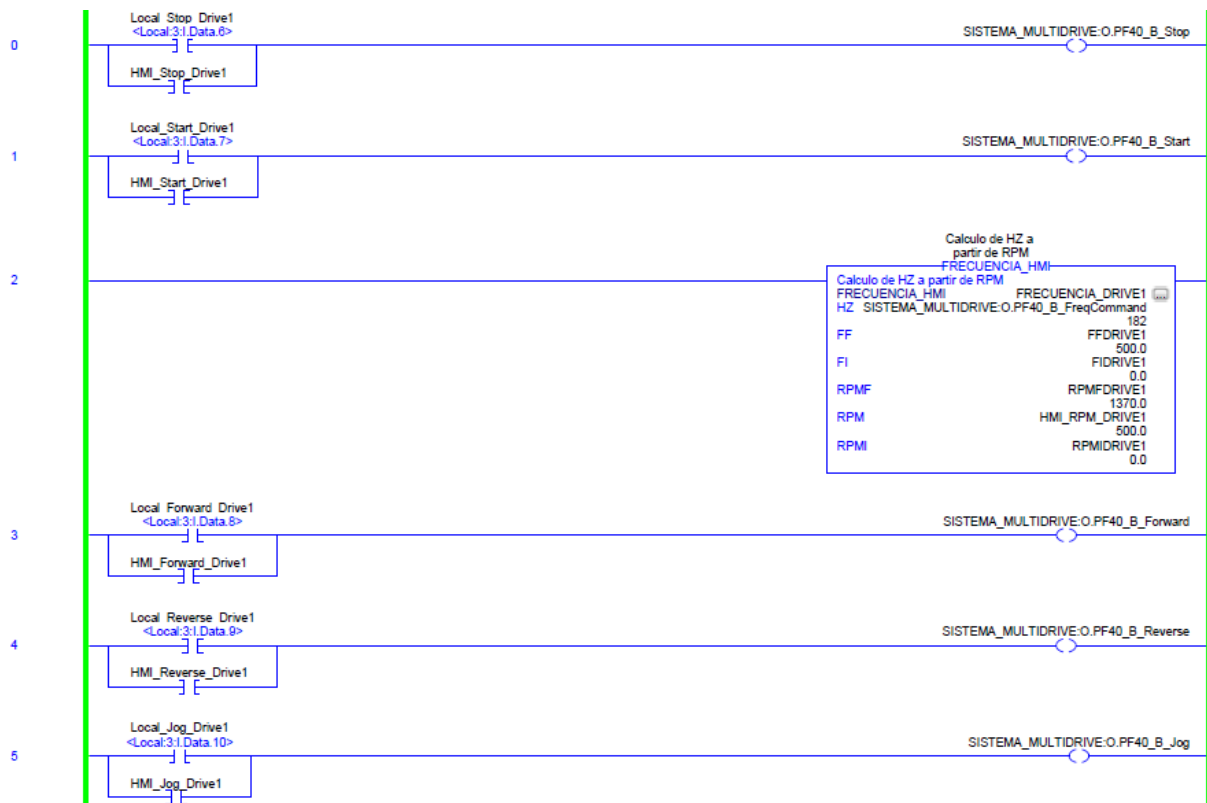 Local_Stop_Drive1
<Local:3:I.Data.6>
SISTEMA_MULTIDRIVE:O.PF40_B_Stop
0
HMI_Stop_Drive1
Local_Start_Drive1
<Local:3:I.Data.7>
SISTEMA_MULTIDRIVE:O.PF40_B_Start
1
HMI_Start_Drive1
Calculo de HZ a
partir de RPM
FRECUENCIA_HMI
2
Calculo de HZ a partir de RPM
FRECUENCIA_HMI FRECUENCIA_DRIVE1 ...
HZ SISTEMA_MULTIDRIVE:O.PF40_B_FreqCommand
182
FF FFDRIVE1
500.0
FI FIDRIVE1
0.0
RPMF RPMFDRIVE1
1370.0
RPM HMI_RPM_DRIVE1
500.0
RPMI RPMIDRIVE1
0.0
Local_Forward_Drive1
<Local:3:I.Data.8>
SISTEMA_MULTIDRIVE:O.PF40_B_Forward
3
HMI_Forward_Drive1
Local_Reverse_Drive1
<Local:3:I.Data.9>
SISTEMA_MULTIDRIVE:O.PF40_B_Reverse
4
HMI_Reverse_Drive1
Local_Jog_Drive1
<Local:3:I.Data.10>
SISTEMA_MULTIDRIVE:O.PF40_B_Jog
5
HMI_Jog_Drive1